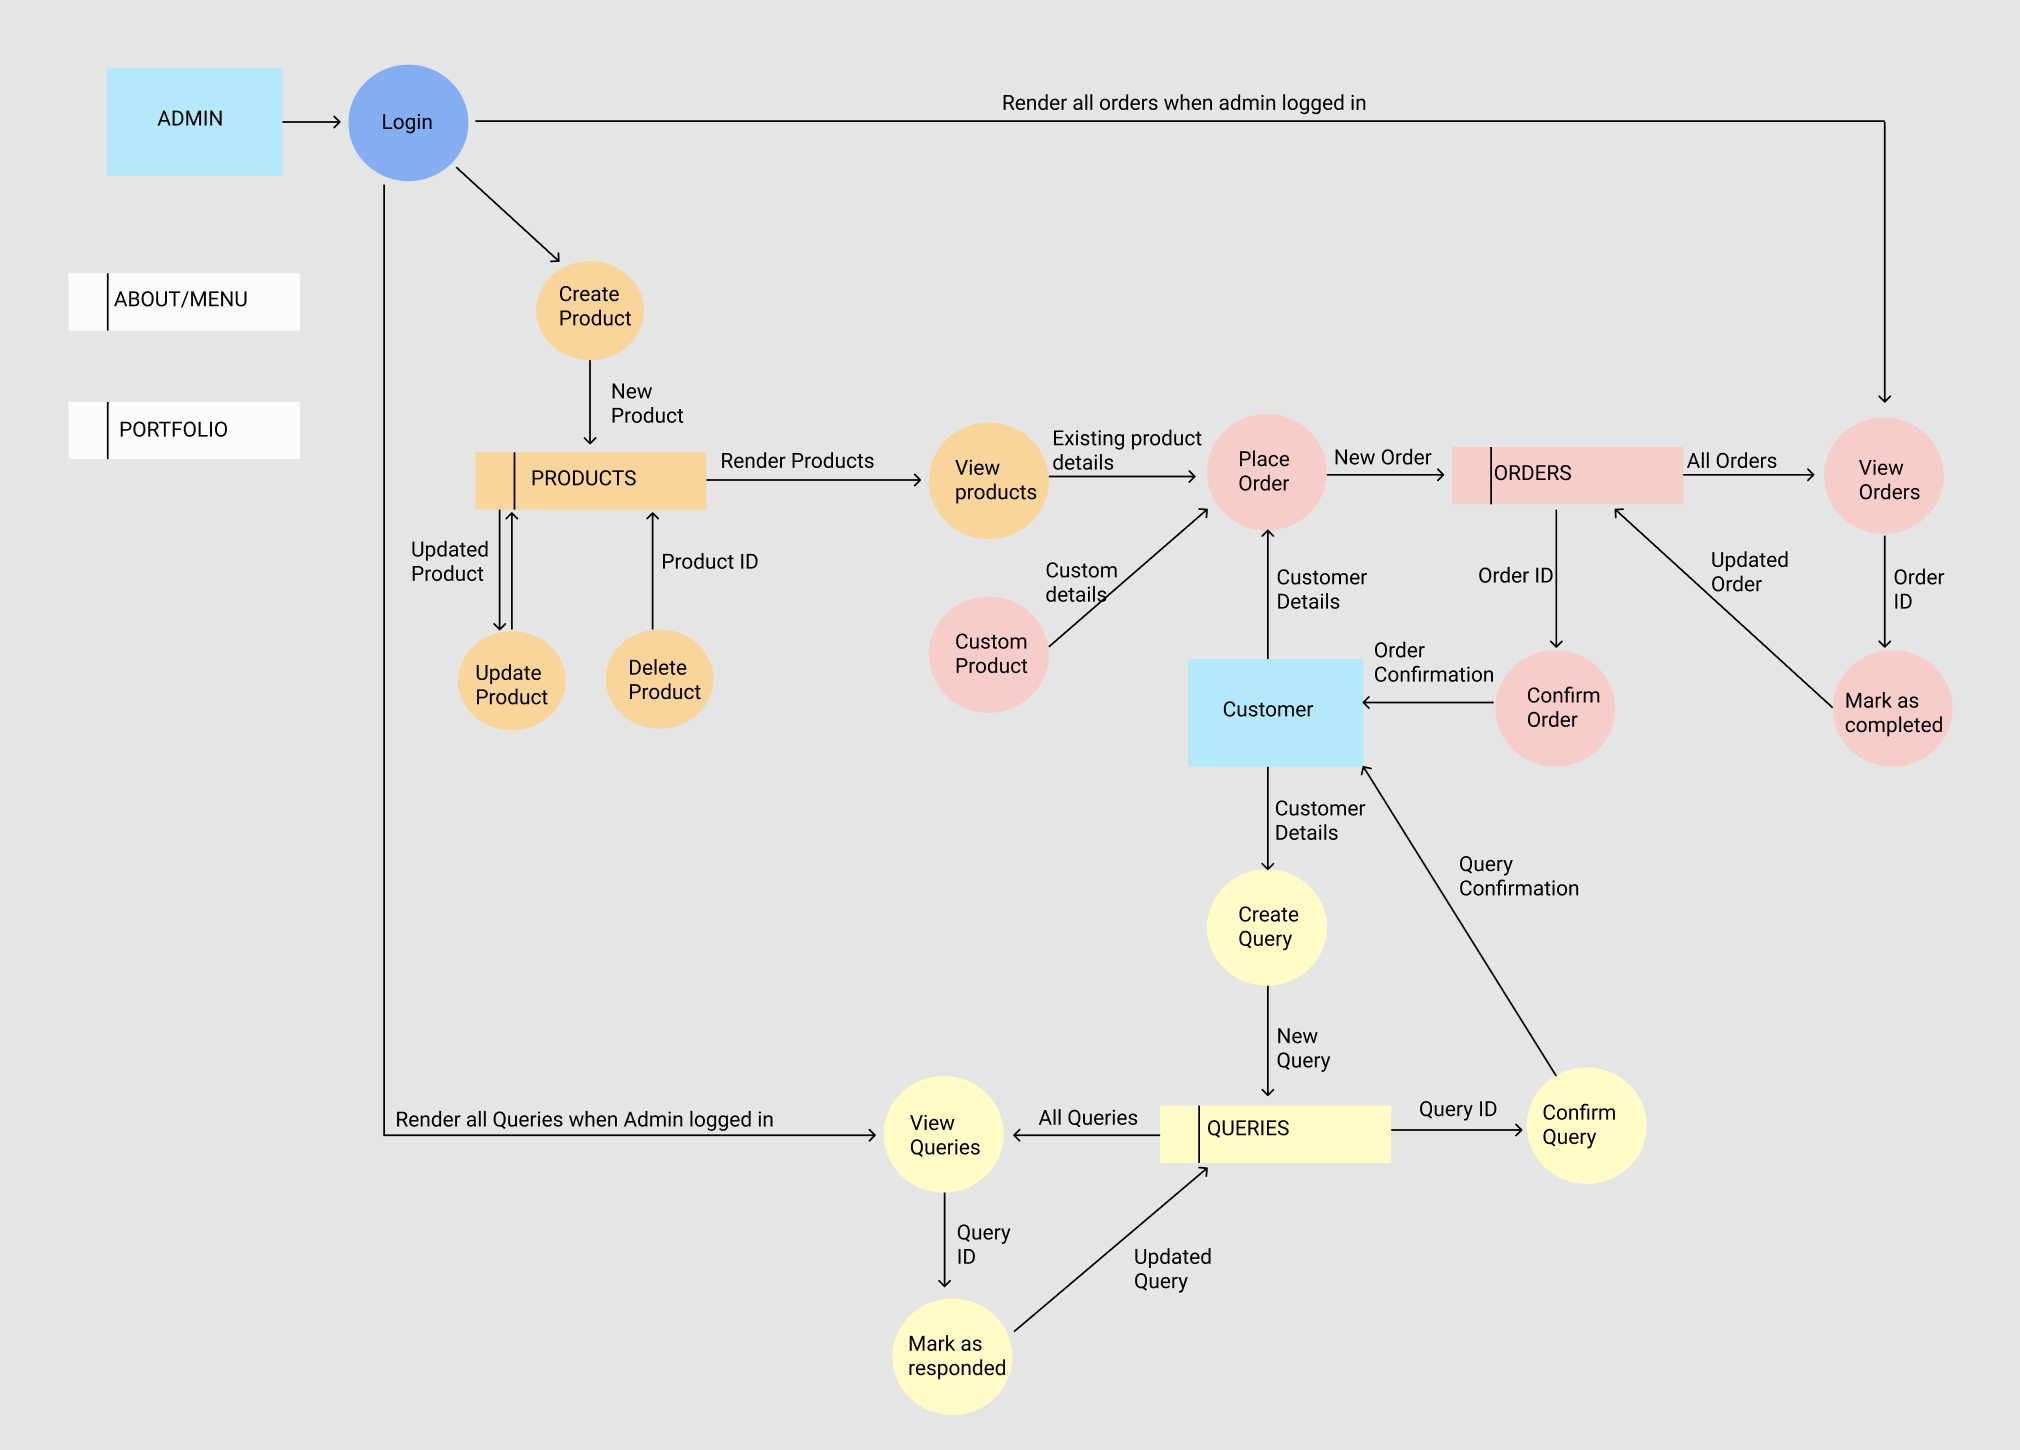 Render all orders when admin logged in
ADMIN
Login
ABOUT/MENU
Create
Product
New
Product
PORTFOLIO
PRODUCTS
Render Products
View
products
Existing product
details
Place
Order
New Order
ORDERS
All Orders
View
Orders
Updated
Product
Product ID
Custom
details
Customer
Details
Order ID
Updated
Order
Order
ID
Update
Product
Delete
Product
Custom
Product
Order
Confirmation
Customer
Confirm
Order
Mark as
completed
Customer
Details
Query
Confirmation
Create
Query
New
Query
Render all Queries when Admin logged in
View
Queries
All Queries
QUERIES
Query ID
Confirm
Query
Query
ID
Updated
Query
Mark as
responded